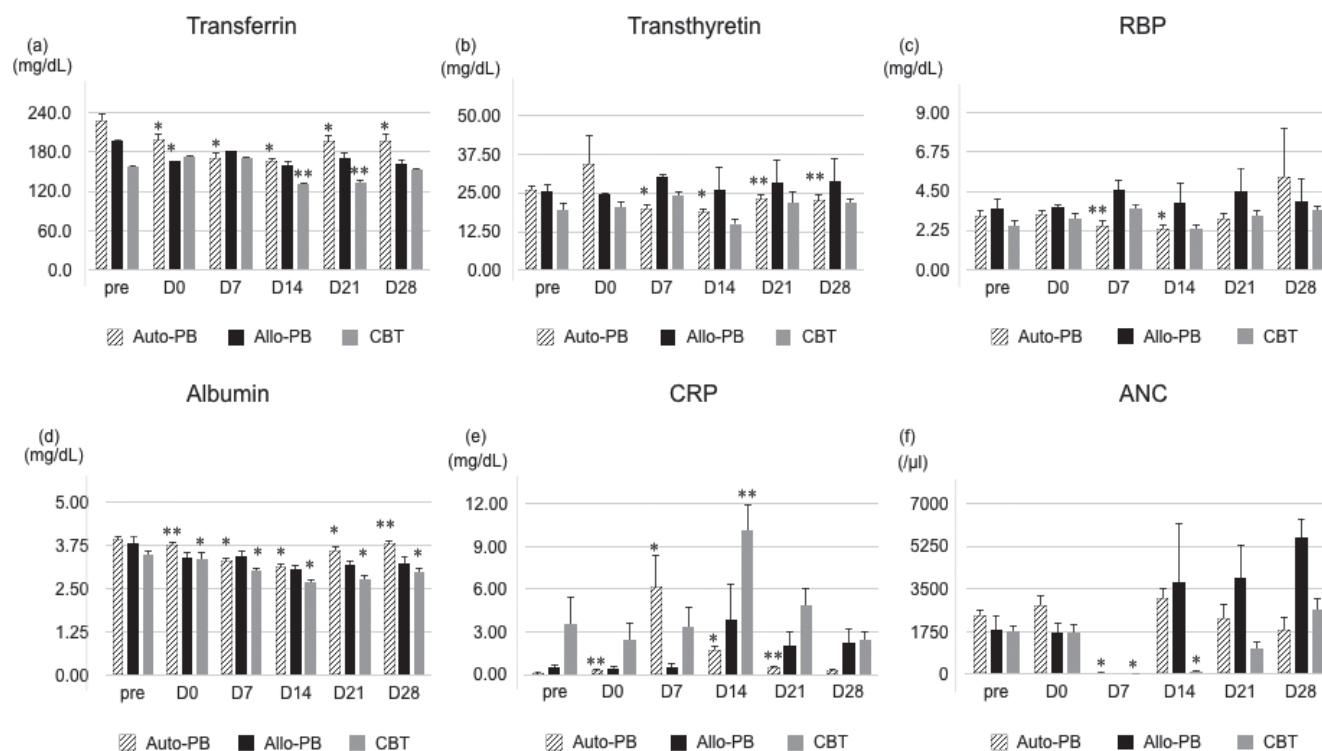 Transferrin
(a)
(mg/dL)
240.0
180.0
120.0
60.0
0.0
* * * * ** * ** *
pre D0 D7 D14 D21 D28
Auto-PB Allo-PB CBT
Transthyretin
(b)
(mg/dL)
50.00
37.50
25.00
12.50
0.00
* * ** **
pre D0 D7 D14 D21 D28
Auto-PB Allo-PB CBT
RBP
(c)
(mg/dL)
9.00
6.75
4.50
2.25
0.00
** *
pre D0 D7 D14 D21 D28
Auto-PB Allo-PB CBT
Albumin
(d)
(mg/dL)
5.00
3.75
2.50
1.25
0.00
** * * * * * * * ** *
pre D0 D7 D14 D21 D28
Auto-PB Allo-PB CBT
CRP
(e)
(mg/dL)
12.00
9.00
6.00
3.00
0.00
** * * ** **
pre D0 D7 D14 D21 D28
Auto-PB Allo-PB CBT
ANC
(f)
(/µl)
7000
5250
3500
1750
0
* * *
pre D0 D7 D14 D21 D28
Auto-PB Allo-PB CBT